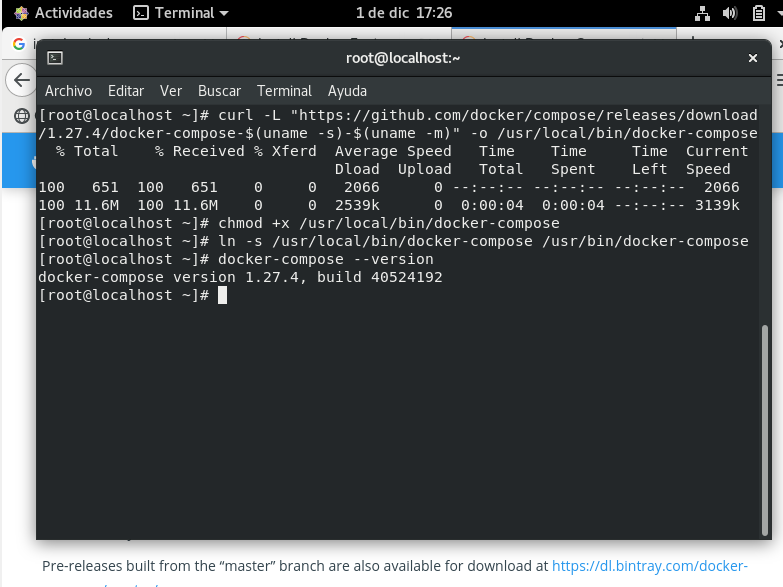 Actividades Terminal 1 de dic 17:26
root@localhost:~
Archivo Editar Ver Buscar Terminal Ayuda
[root@localhost ~]# curl -L "https://github.com/docker/compose/releases/download
/1.27.4/docker-compose-$(uname -s)-$(uname -m)" -o /usr/local/bin/docker-compose
  % Total    % Received % Xferd  Average Speed   Time    Time     Time  Current
                                 Dload  Upload   Total   Spent    Left  Speed
100   651  100   651    0     0   2066      0 --:--:-- --:--:-- --:--:--  2066
100 11.6M  100 11.6M    0     0  2539k      0  0:00:04  0:00:04 --:--:-- 3139k
[root@localhost ~]# chmod +x /usr/local/bin/docker-compose
[root@localhost ~]# ln -s /usr/local/bin/docker-compose /usr/bin/docker-compose
[root@localhost ~]# docker-compose --version
docker-compose version 1.27.4, build 40524192
[root@localhost ~]#
Pre-releases built from the “master” branch are also available for download at https://dl.bintray.com/docker-